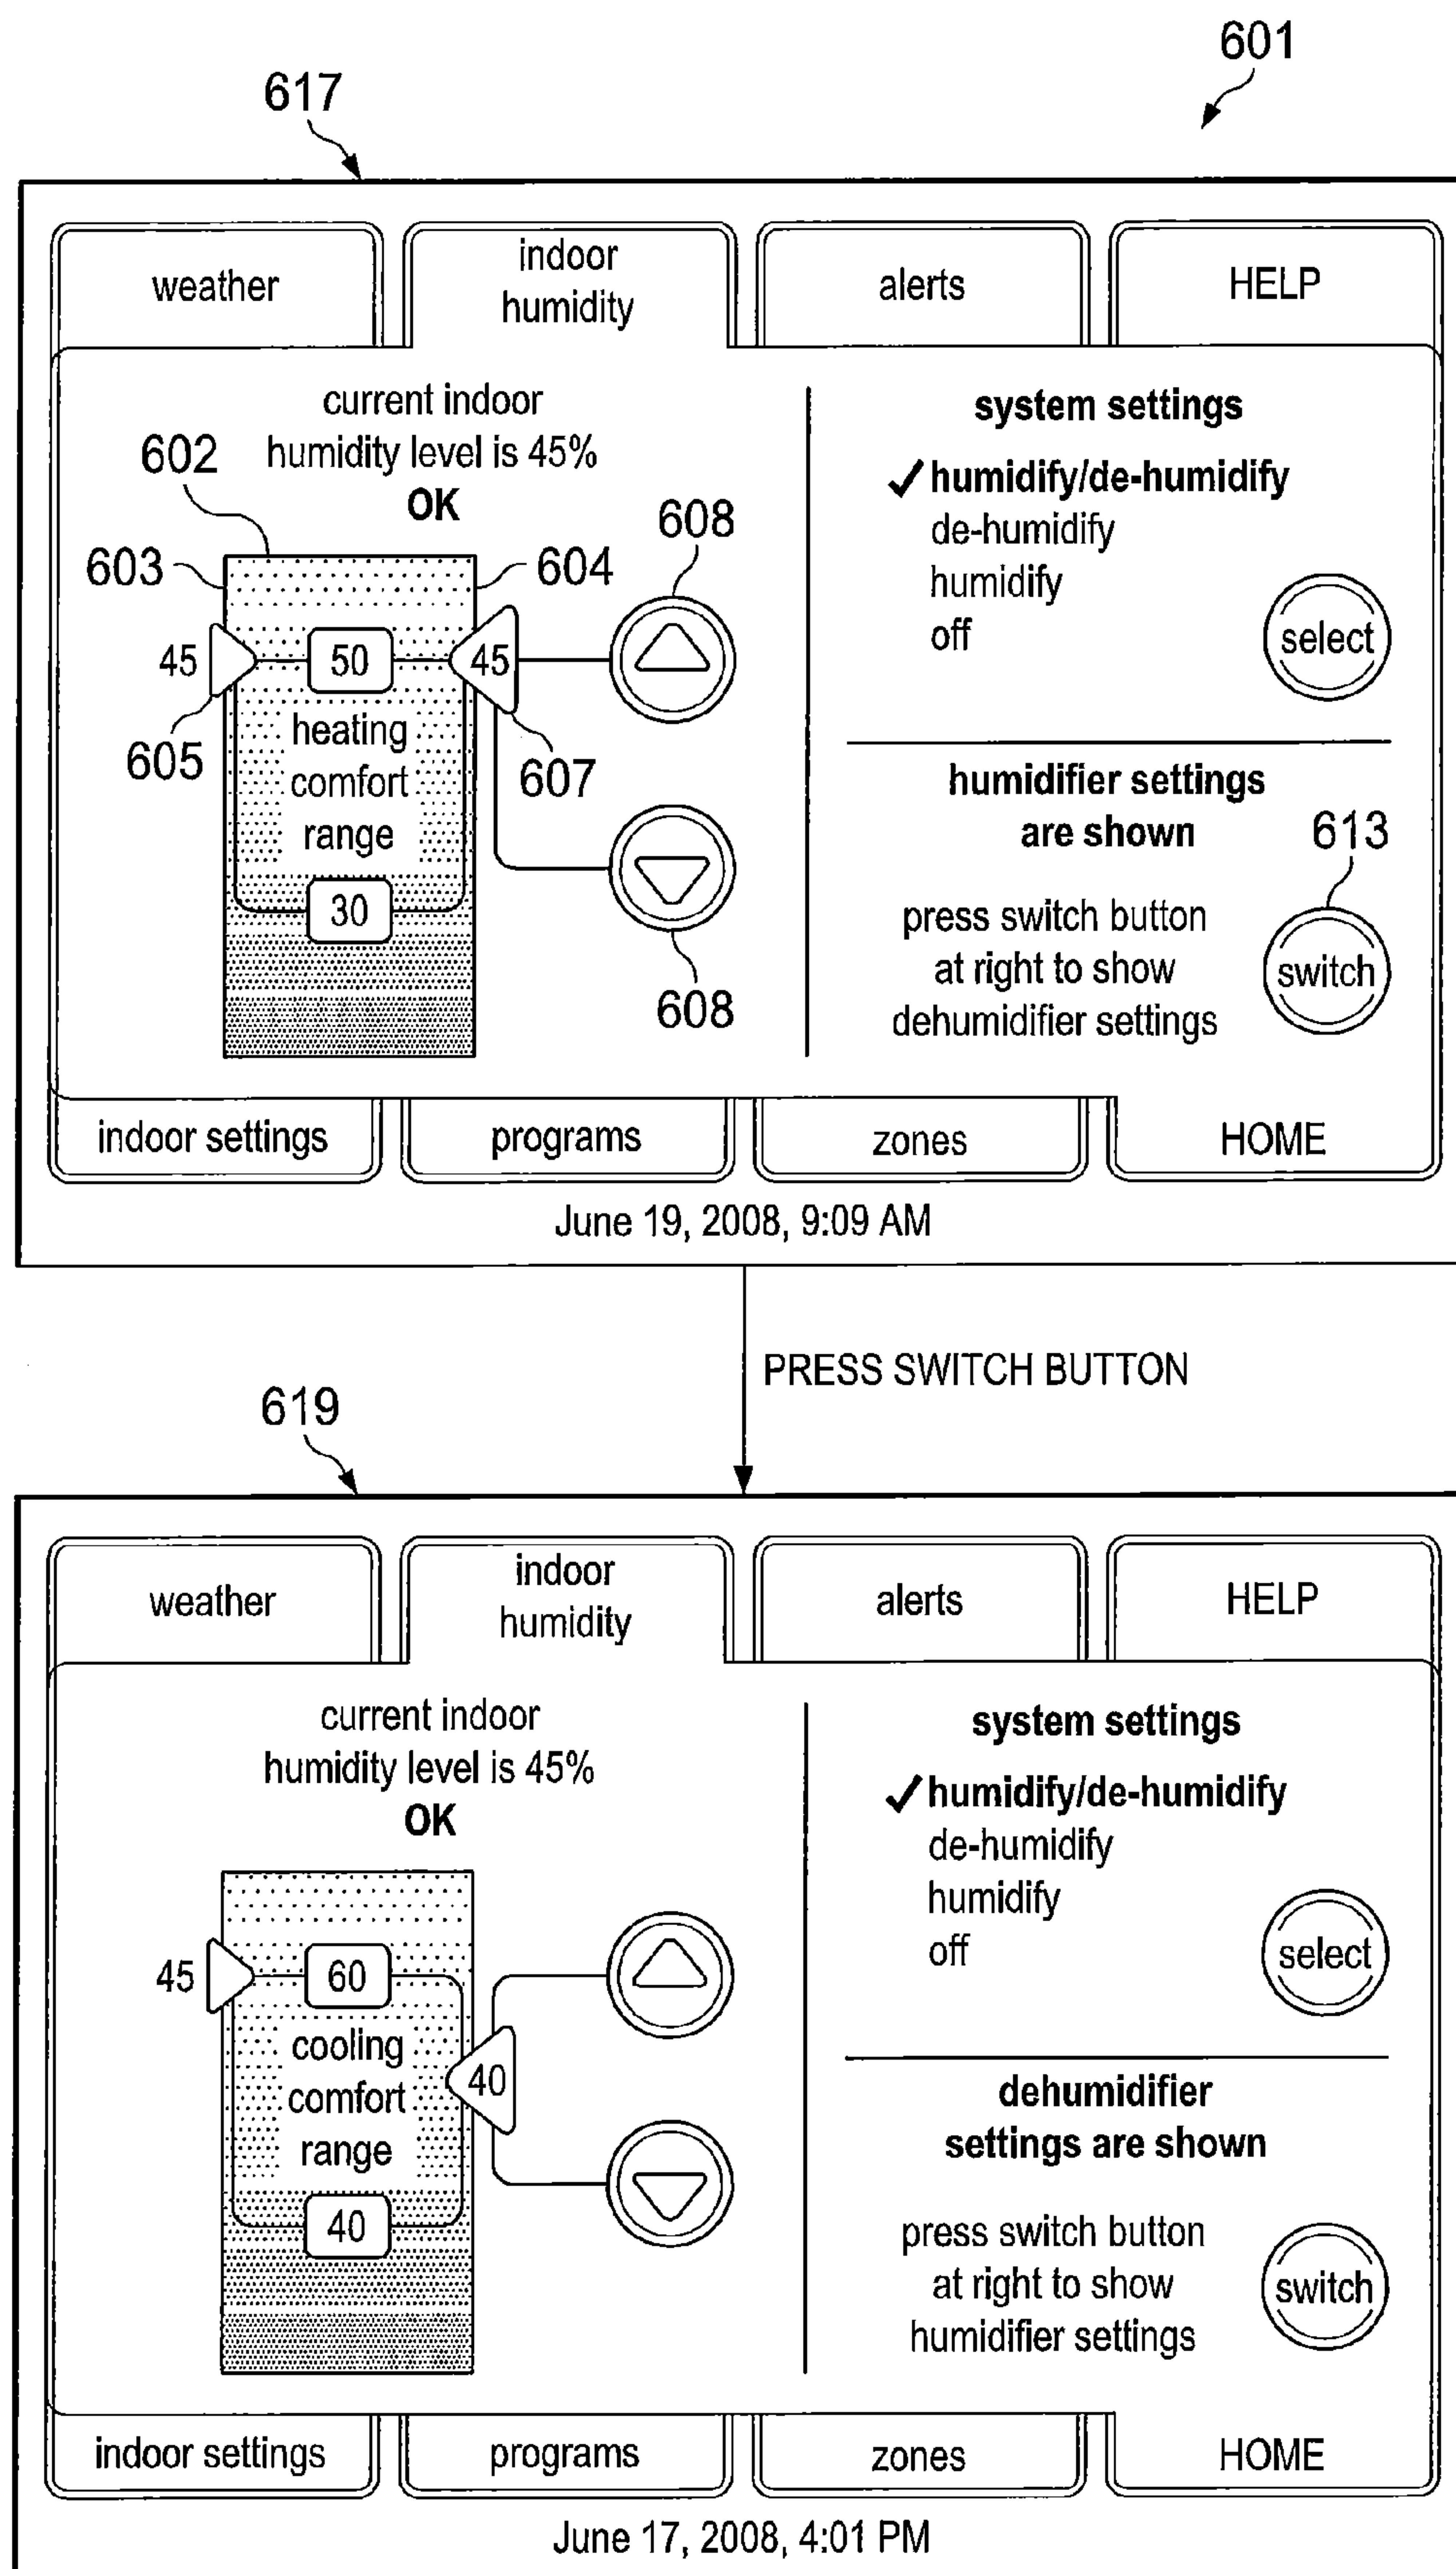 601
617
weather
indoor
humidity
alerts
HELP
current indoor
humidity level is 45%
OK
602
603
604
608
45
50
45
heating
comfort
range
605
607
30
608
system settings
✓ humidify/de-humidify
de-humidify
humidify
off
select
humidifier settings
are shown
613
press switch button
at right to show
dehumidifier settings
switch
indoor settings
programs
zones
HOME
June 19, 2008, 9:09 AM
PRESS SWITCH BUTTON
619
weather
indoor
humidity
alerts
HELP
current indoor
humidity level is 45%
OK
45
60
cooling
comfort
range
40
40
system settings
✓ humidify/de-humidify
de-humidify
humidify
off
select
dehumidifier
settings are shown
press switch button
at right to show
humidifier settings
switch
indoor settings
programs
zones
HOME
June 17, 2008, 4:01 PM